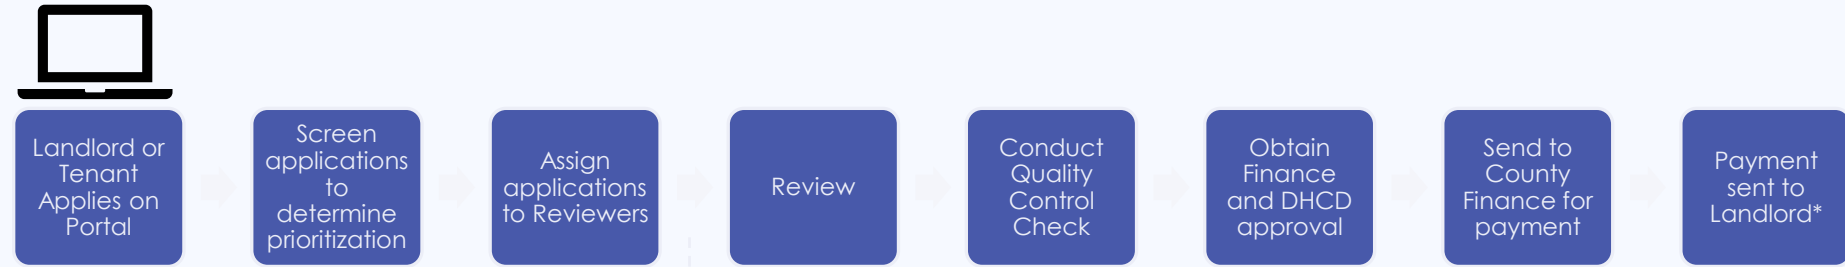 Landlord or
Tenant
Applies on
Portal
Screen
applications
to
determine
prioritization
Assign
applications
to Reviewers
Review
Conduct
Quality
Control
Check
Obtain
Finance
and DHCD
approval
Send to
County
Finance for
payment
Payment
sent to
Landlord*